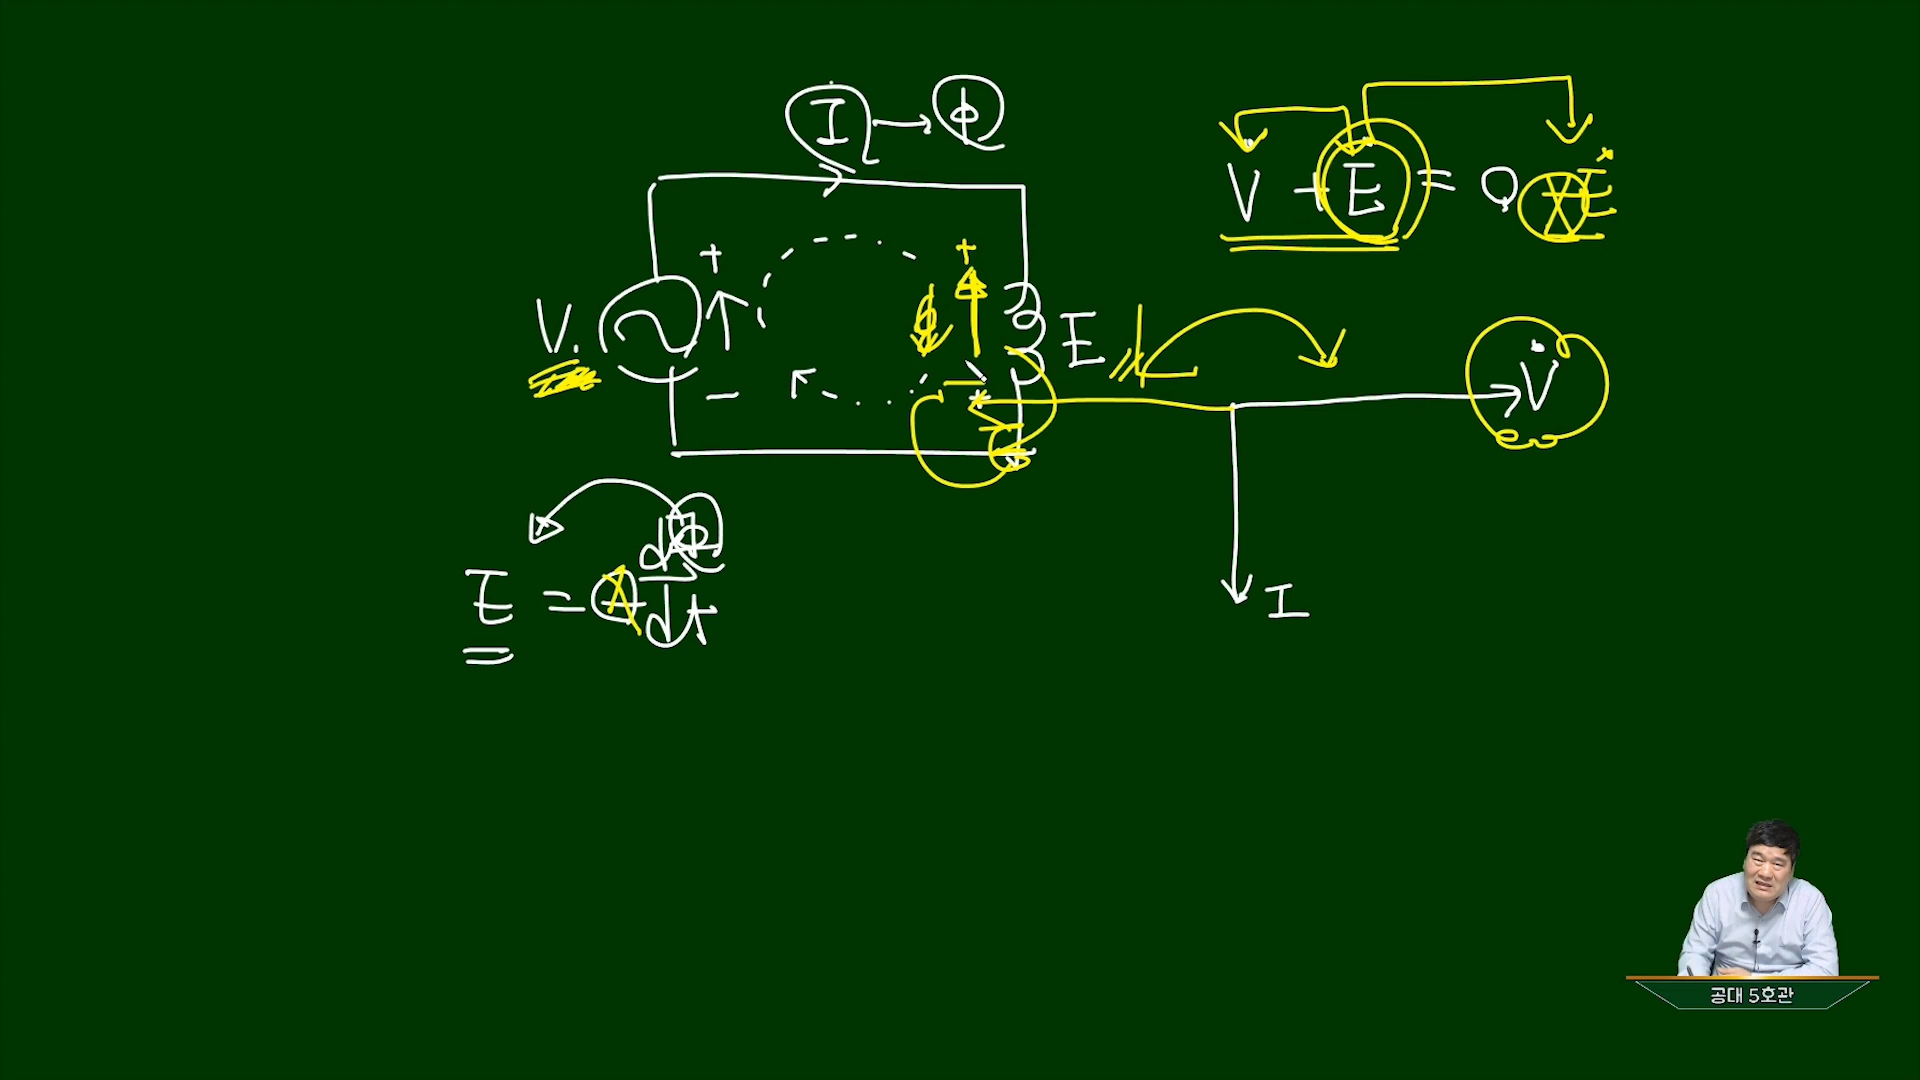 I → ϕ
V + E = 0
E
+
+
V.
ϕ
E
V
−
−
E = dϕ
dt
I
공대 5호관